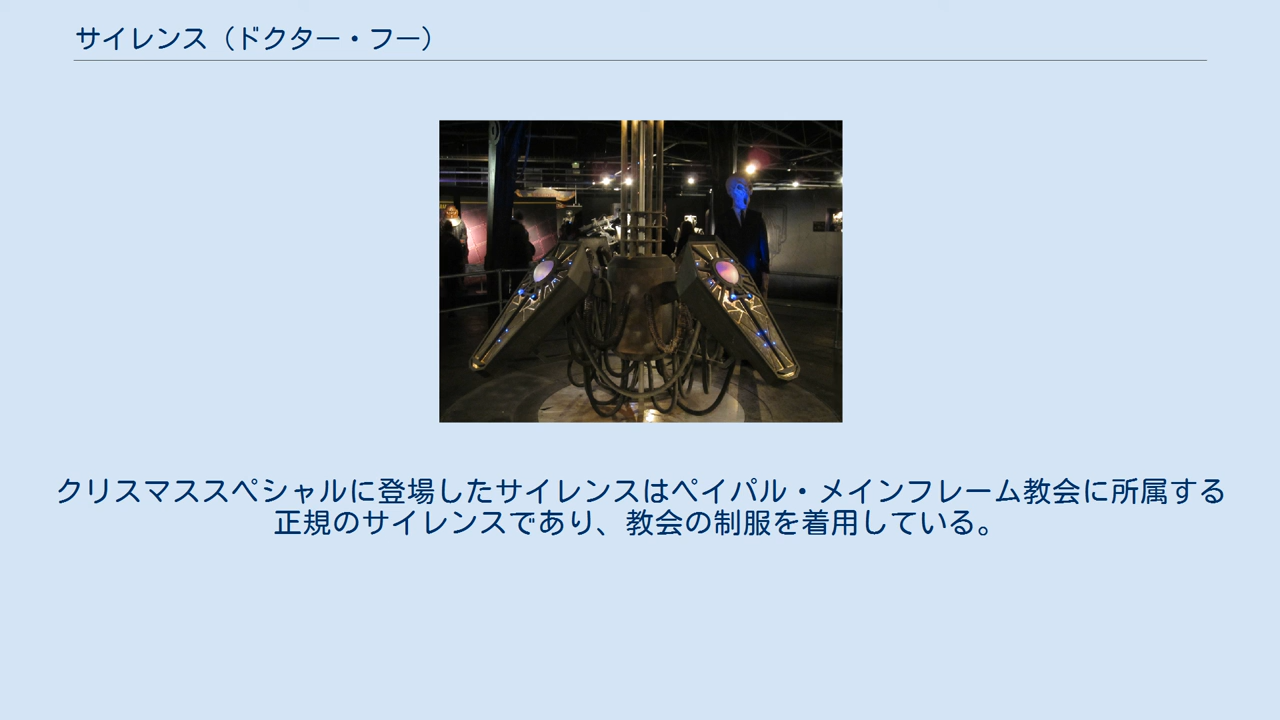 サイレンス（ドクター・フー）
クリスマススペシャルに登場したサイレンスはペイパル・メインフレーム教会に所属する
正規のサイレンスであり、教会の制服を着用している。